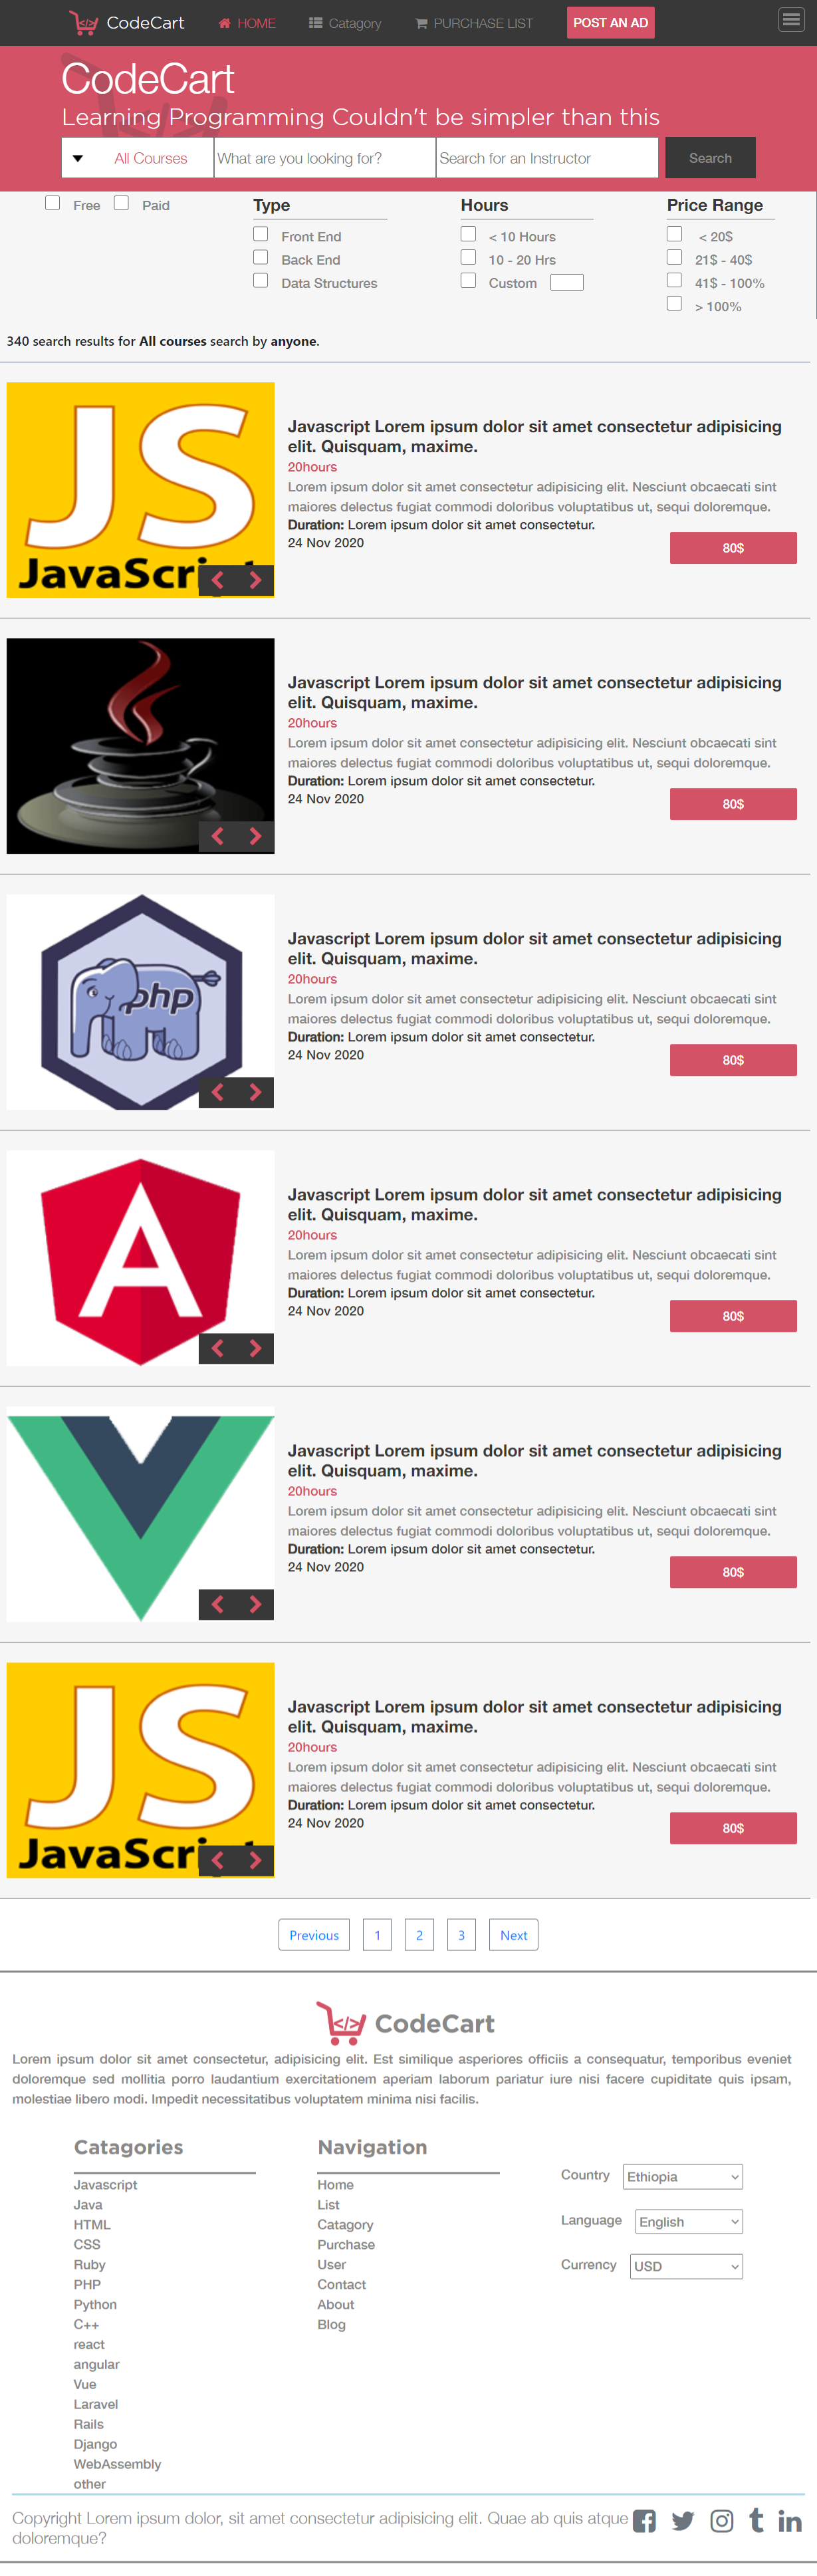 CodeCart HOME Catagory PURCHASE LIST POST AN AD
CodeCart
Learning Programming Couldn't be simpler than this
All Courses What are you looking for? Search for an Instructor Search
Free Paid
Type
Front End
Back End
Data Structures
Hours
< 10 Hours
10 - 20 Hrs
Custom
Price Range
< 20$
21$ - 40$
41$ - 100%
> 100%
340 search results for All courses search by anyone.
JS
JavaScri
Javascript Lorem ipsum dolor sit amet consectetur adipisicing
elit. Quisquam, maxime.
20hours
Lorem ipsum dolor sit amet consectetur adipisicing elit. Nesciunt obcaecati sint
maiores delectus fugiat commodi doloribus voluptatibus ut, sequi doloremque.
Duration: Lorem ipsum dolor sit amet consectetur.
24 Nov 2020
80$
Javascript Lorem ipsum dolor sit amet consectetur adipisicing
elit. Quisquam, maxime.
20hours
Lorem ipsum dolor sit amet consectetur adipisicing elit. Nesciunt obcaecati sint
maiores delectus fugiat commodi doloribus voluptatibus ut, sequi doloremque.
Duration: Lorem ipsum dolor sit amet consectetur.
24 Nov 2020
80$
php
Javascript Lorem ipsum dolor sit amet consectetur adipisicing
elit. Quisquam, maxime.
20hours
Lorem ipsum dolor sit amet consectetur adipisicing elit. Nesciunt obcaecati sint
maiores delectus fugiat commodi doloribus voluptatibus ut, sequi doloremque.
Duration: Lorem ipsum dolor sit amet consectetur.
24 Nov 2020
80$
A
Javascript Lorem ipsum dolor sit amet consectetur adipisicing
elit. Quisquam, maxime.
20hours
Lorem ipsum dolor sit amet consectetur adipisicing elit. Nesciunt obcaecati sint
maiores delectus fugiat commodi doloribus voluptatibus ut, sequi doloremque.
Duration: Lorem ipsum dolor sit amet consectetur.
24 Nov 2020
80$
Javascript Lorem ipsum dolor sit amet consectetur adipisicing
elit. Quisquam, maxime.
20hours
Lorem ipsum dolor sit amet consectetur adipisicing elit. Nesciunt obcaecati sint
maiores delectus fugiat commodi doloribus voluptatibus ut, sequi doloremque.
Duration: Lorem ipsum dolor sit amet consectetur.
24 Nov 2020
80$
JS
JavaScri
Javascript Lorem ipsum dolor sit amet consectetur adipisicing
elit. Quisquam, maxime.
20hours
Lorem ipsum dolor sit amet consectetur adipisicing elit. Nesciunt obcaecati sint
maiores delectus fugiat commodi doloribus voluptatibus ut, sequi doloremque.
Duration: Lorem ipsum dolor sit amet consectetur.
24 Nov 2020
80$
Previous 1 2 3 Next
</> CodeCart
Lorem ipsum dolor sit amet consectetur, adipisicing elit. Est similique asperiores officiis a consequatur, temporibus eveniet
doloremque sed mollitia porro laudantium exercitationem aperiam laborum pariatur iure nisi facere cupiditate quis ipsam,
molestiae libero modi. Impedit necessitatibus voluptatem minima nisi facilis.
Catagories
Javascript
Java
HTML
CSS
Ruby
PHP
Python
C++
react
angular
Vue
Laravel
Rails
Django
WebAssembly
other
Navigation
Home
List
Catagory
Purchase
User
Contact
About
Blog
Country Ethiopia
Language English
Currency USD
Copyright Lorem ipsum dolor, sit amet consectetur adipisicing elit. Quae ab quis atque
doloremque?